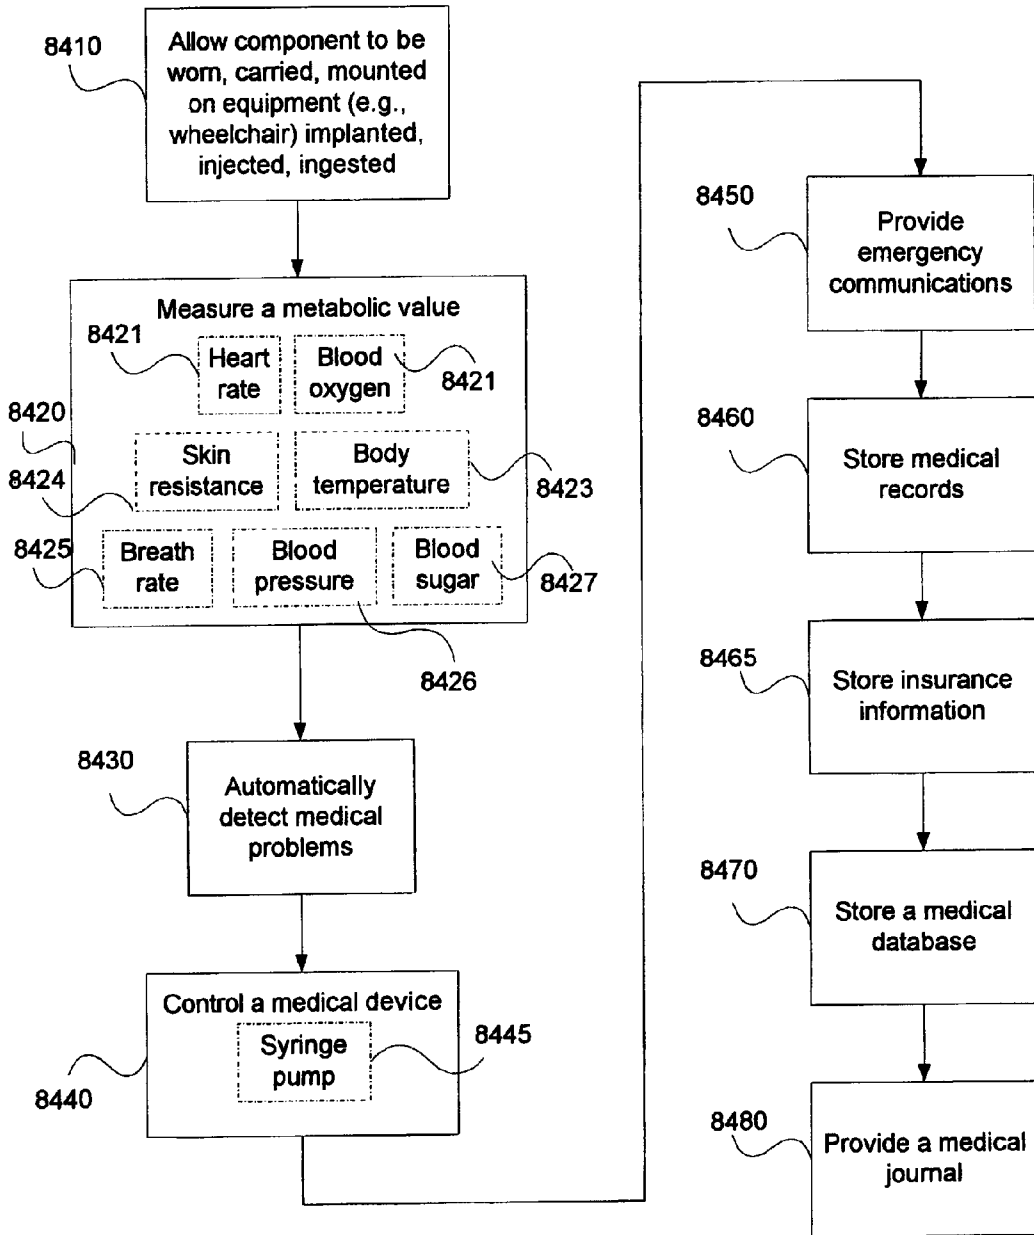 8410
Allow component to be
worn, carried, mounted
on equipment (e.g.,
wheelchair) implanted,
injected, ingested
Measure a metabolic value
8421
Heart
rate
Blood
oxygen
8421
8420
8424
Skin
resistance
Body
temperature
8423
8425
Breath
rate
Blood
pressure
Blood
sugar
8427
8426
8430
Automatically
detect medical
problems
Control a medical device
Syringe
pump
8445
8440
8450
Provide
emergency
communications
8460
Store medical
records
8465
Store insurance
information
8470
Store a medical
database
8480
Provide a medical
journal